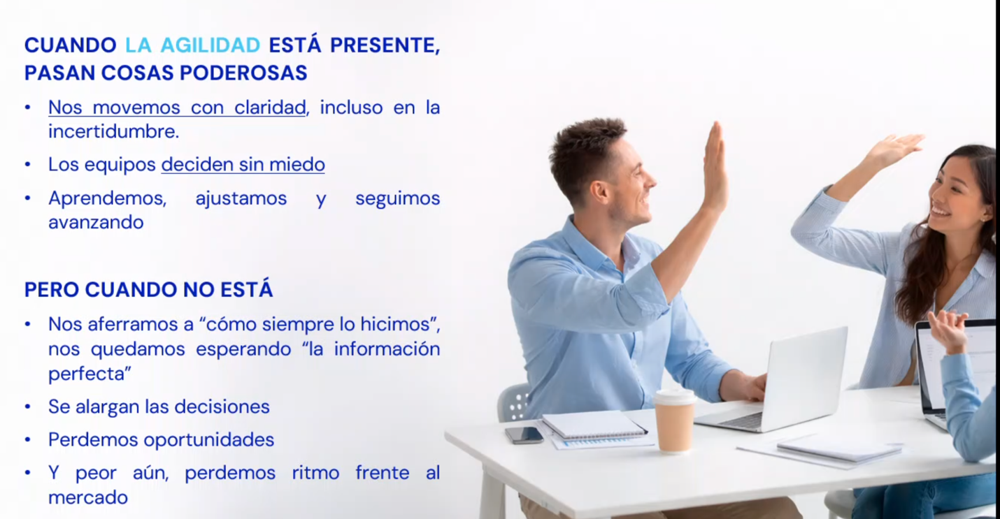 CUANDO LA AGILIDAD ESTÁ PRESENTE,
PASAN COSAS PODEROSAS
• Nos movemos con claridad, incluso en la
incertidumbre.
• Los equipos deciden sin miedo
• Aprendemos, ajustamos y seguimos
avanzando
PERO CUANDO NO ESTÁ
• Nos aferramos a “cómo siempre lo hicimos”,
nos quedamos esperando “la información
perfecta”
• Se alargan las decisiones
• Perdemos oportunidades
• Y peor aún, perdemos ritmo frente al
mercado